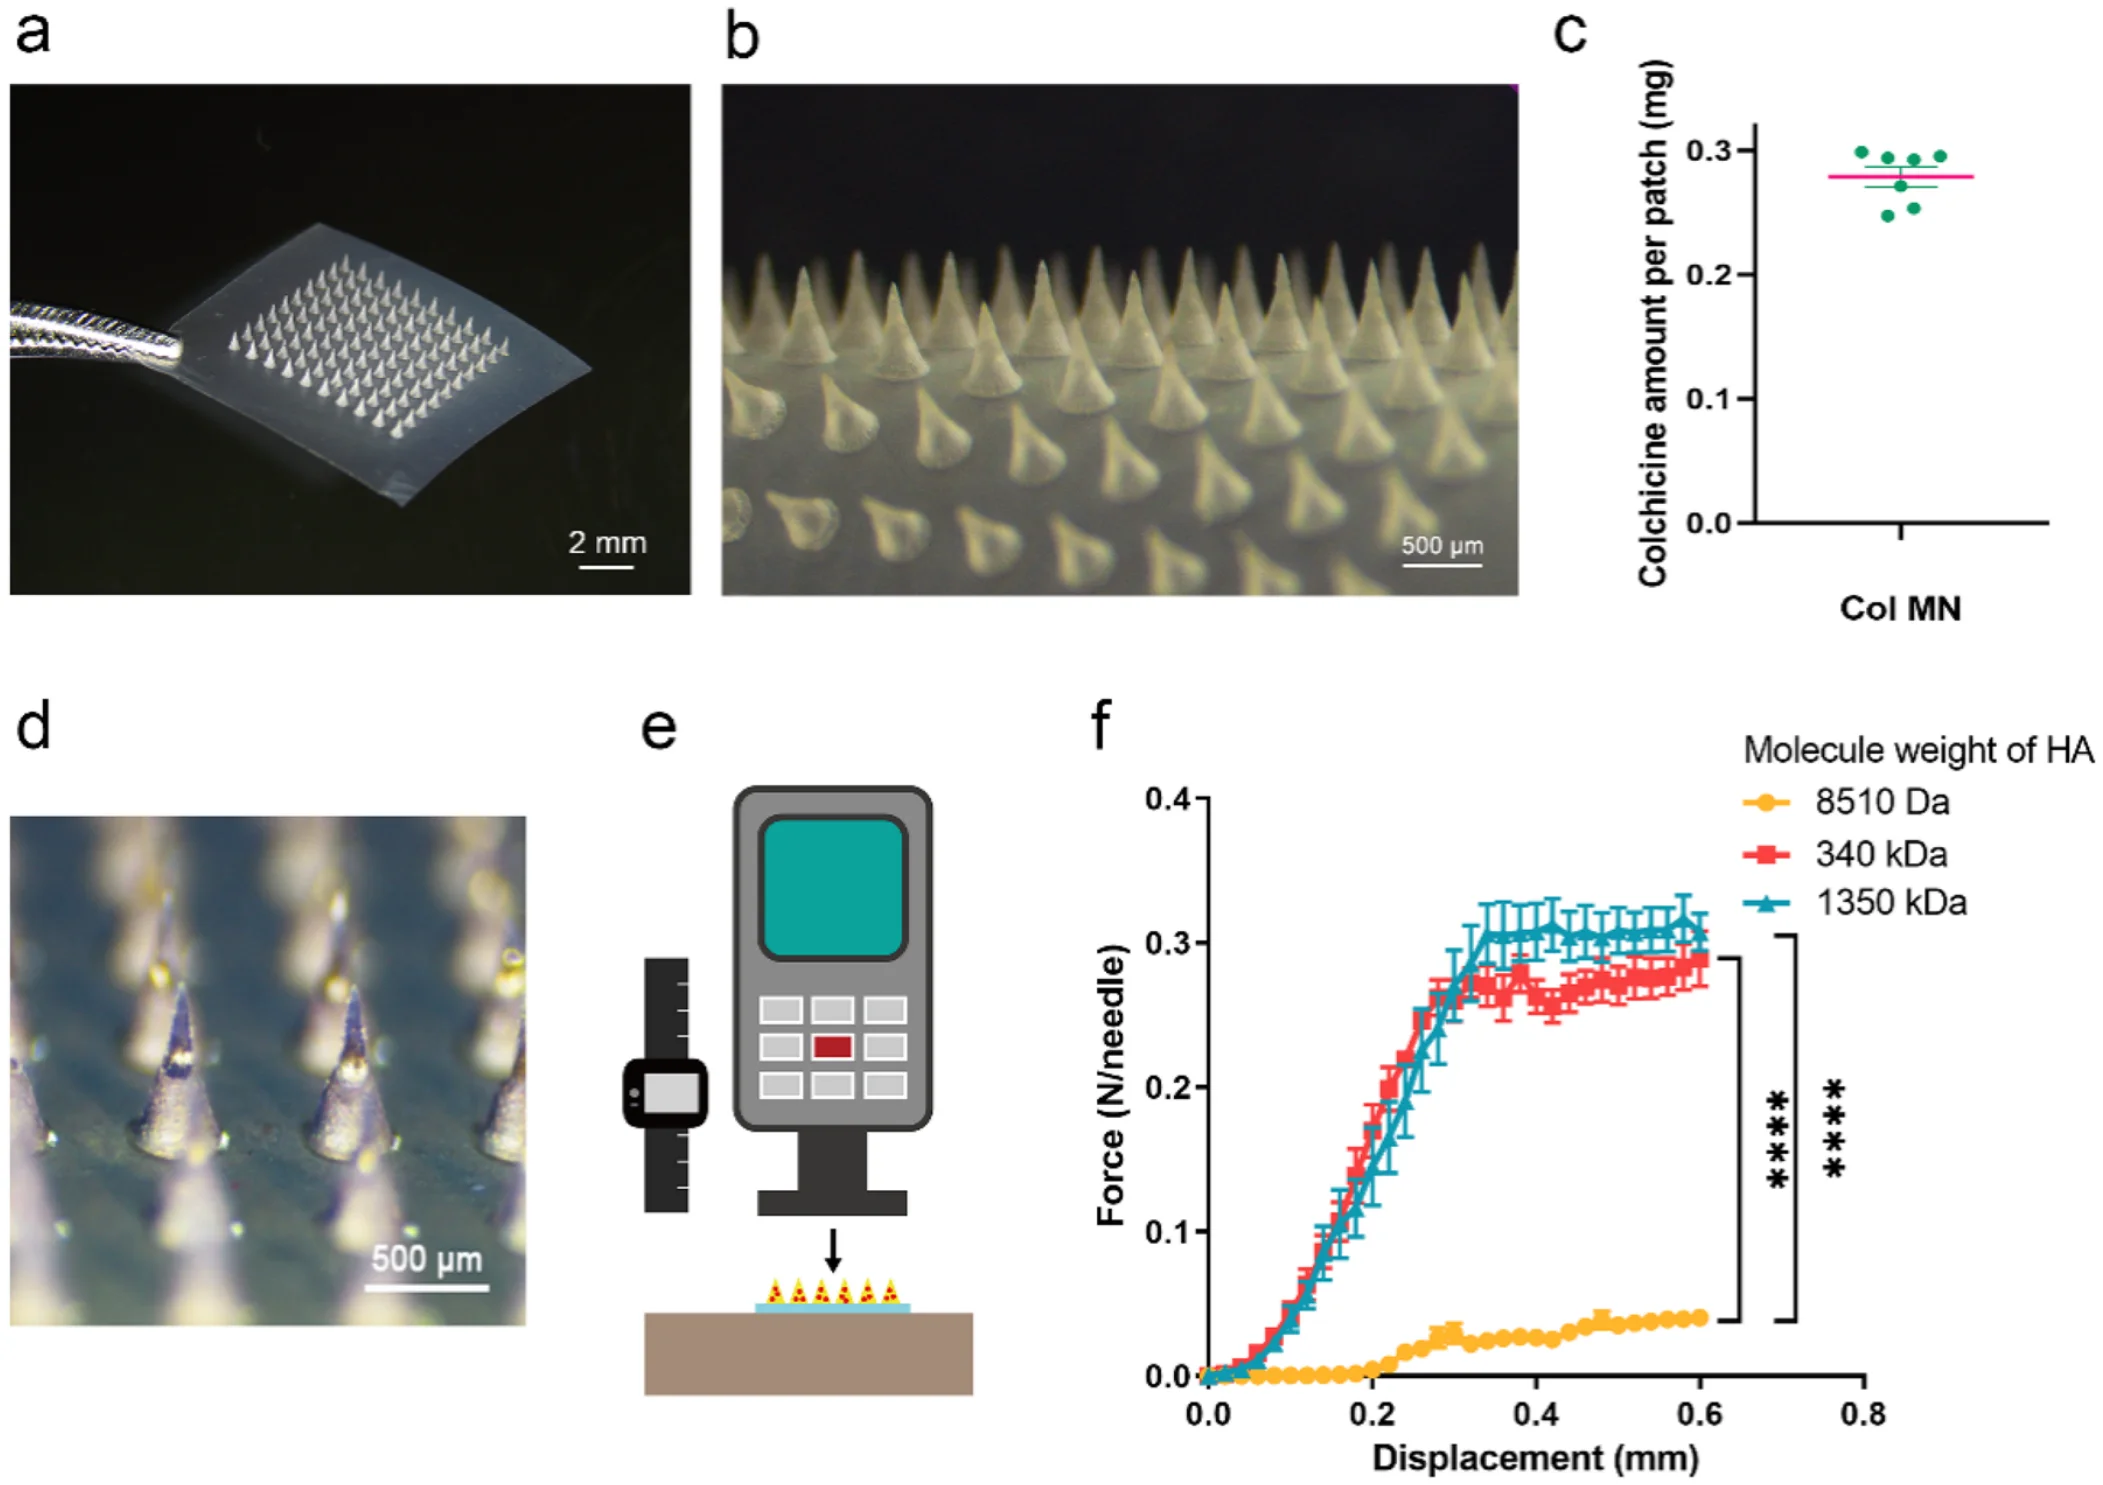 a
2 mm
b
500 μm
c
Colchicine amount per patch (mg)
0.3
0.2
0.1
0.0
Col MN
d
500 μm
e
f
Molecule weight of HA
8510 Da
340 kDa
1350 kDa
Force (N/needle)
0.4
0.3
0.2
0.1
0.0
****
****
0.0 0.2 0.4 0.6 0.8
Displacement (mm)